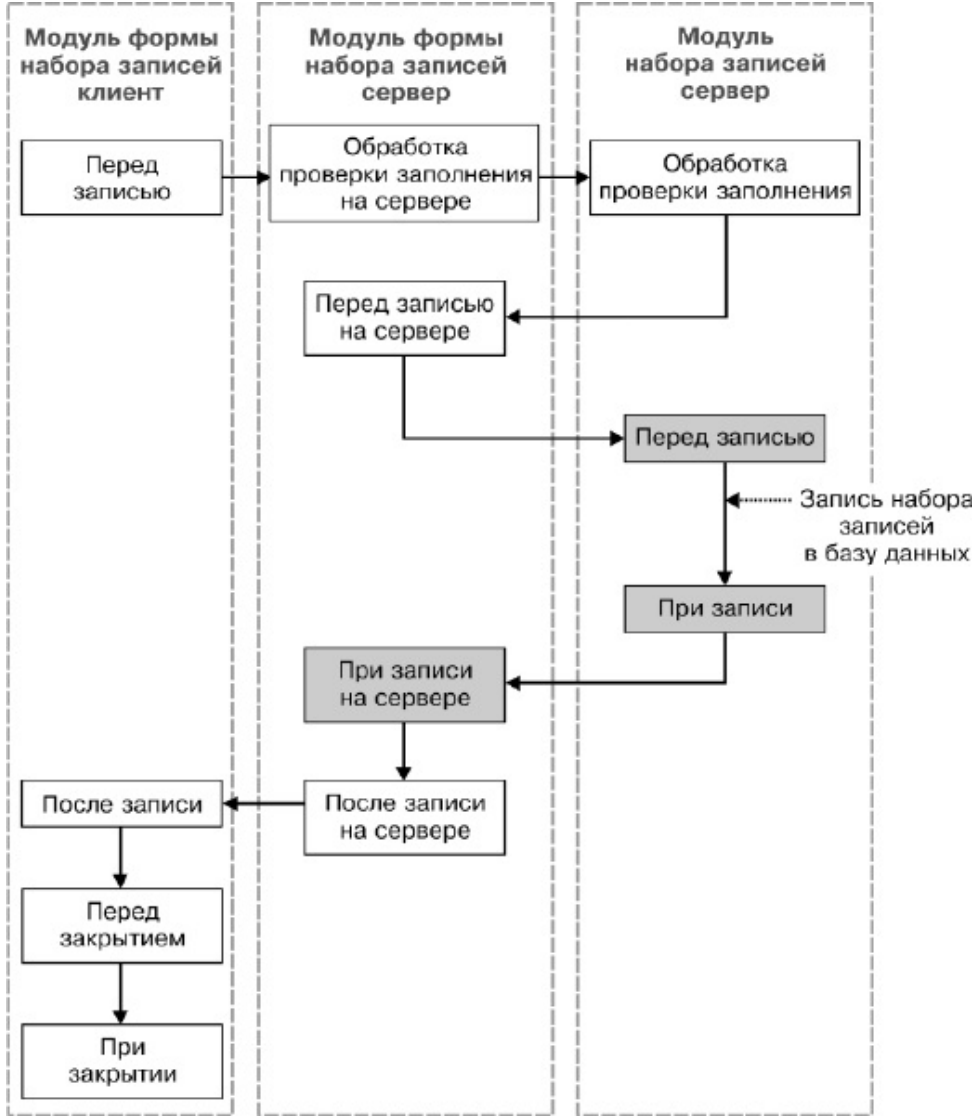 Модуль формы
набора записей
клиент
Модуль формы
набора записей
сервер
Модуль
набора записей
сервер
Перед
записью
Обработка
проверки заполнения
на сервере
Обработка
проверки заполнения
Перед записью
на сервере
Перед записью
Запись набора
записей
в базу данных
При записи
При записи
на сервере
После записи
на сервере
После записи
Перед
закрытием
При
закрытии